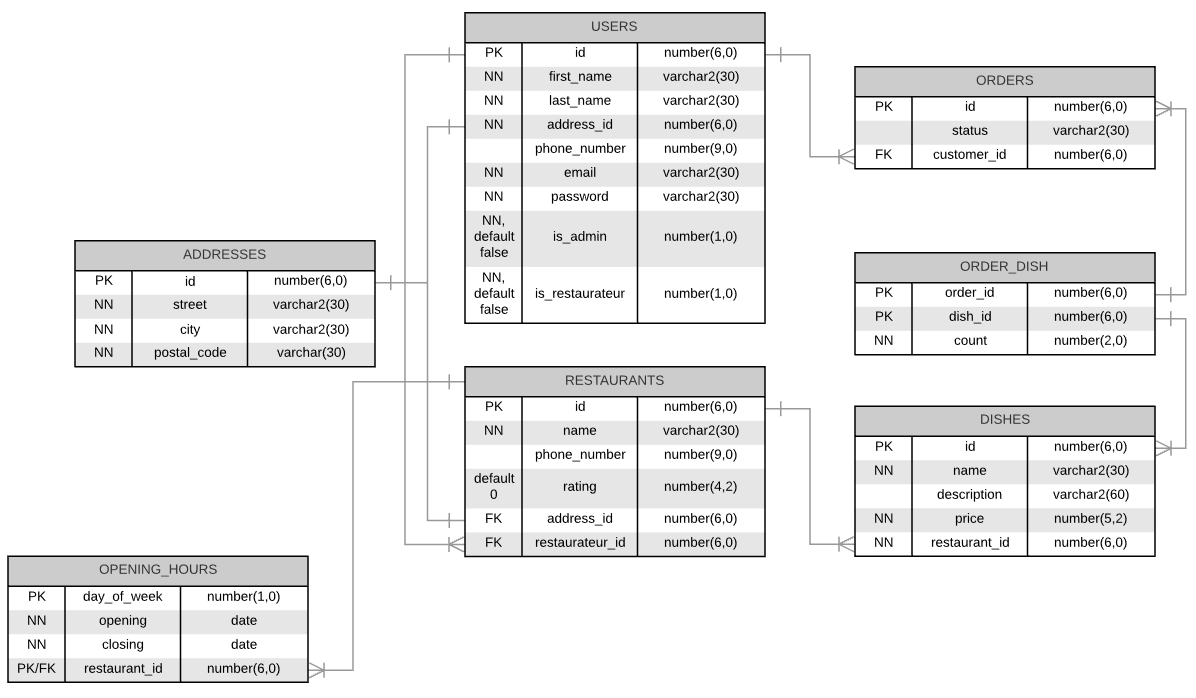 USERS
PK id number(6,0)
NN first_name varchar2(30)
NN last_name varchar2(30)
NN address_id number(6,0)
phone_number number(9,0)
NN email varchar2(30)
NN password varchar2(30)
NN,
default is_admin number(1,0)
false
NN,
default is_restaurateur number(1,0)
false
ORDERS
PK id number(6,0)
status varchar2(30)
FK customer_id number(6,0)
ADDRESSES
PK id number(6,0)
NN street varchar2(30)
NN city varchar2(30)
NN postal_code varchar(30)
ORDER_DISH
PK order_id number(6,0)
PK dish_id number(6,0)
NN count number(2,0)
RESTAURANTS
PK id number(6,0)
NN name varchar2(30)
phone_number number(9,0)
default
0 rating number(4,2)
FK address_id number(6,0)
FK restaurateur_id number(6,0)
DISHES
PK id number(6,0)
NN name varchar2(30)
description varchar2(60)
NN price number(5,2)
NN restaurant_id number(6,0)
OPENING_HOURS
PK day_of_week number(1,0)
NN opening date
NN closing date
PK/FK restaurant_id number(6,0)